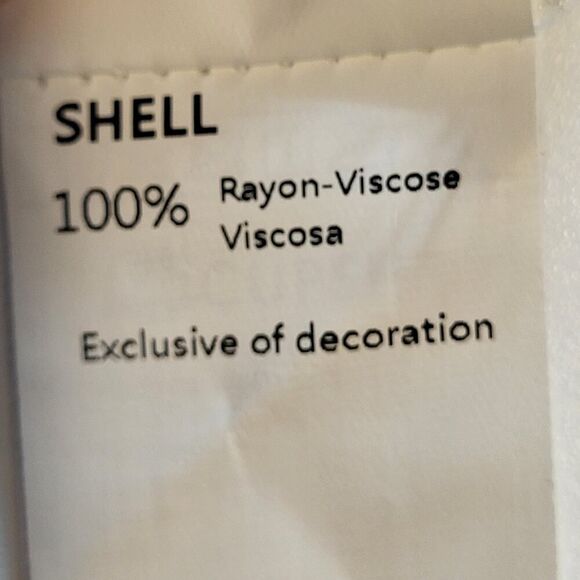 SHELL
100% Rayon-Viscose
Viscosa
Exclusive of decoration